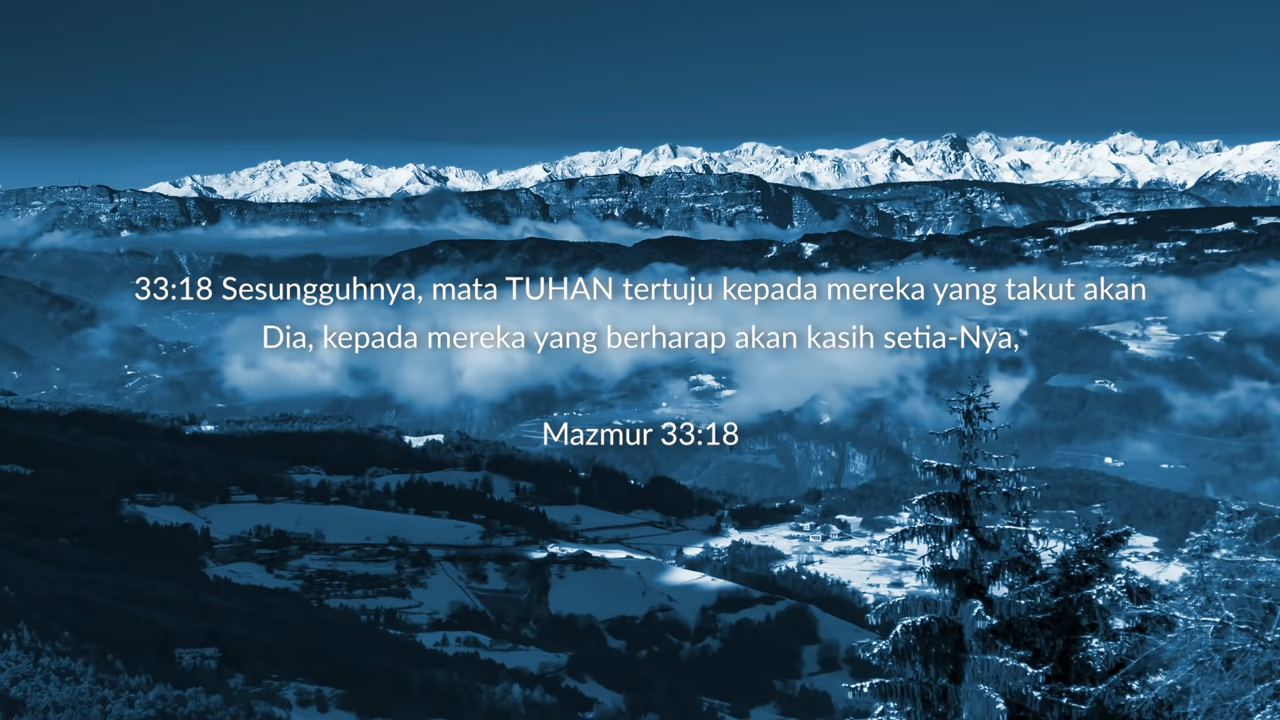 33:18 Sesungguhnya, mata TUHAN tertuju kepada mereka yang takut akan
Dia, kepada mereka yang berharap akan kasih setia-Nya,
Mazmur 33:18